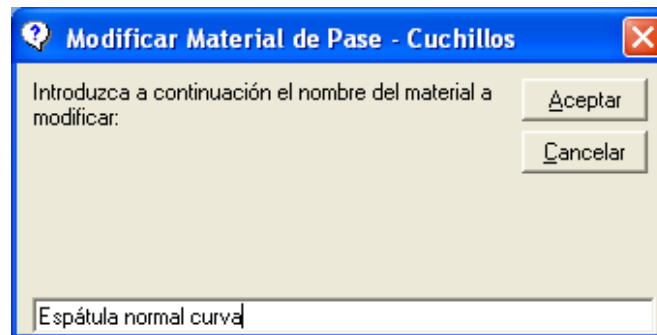 Modificar Material de Pase - Cuchillos
Introduzca a continuación el nombre del material a
modificar:
Aceptar
Cancelar
Espátula normal curva